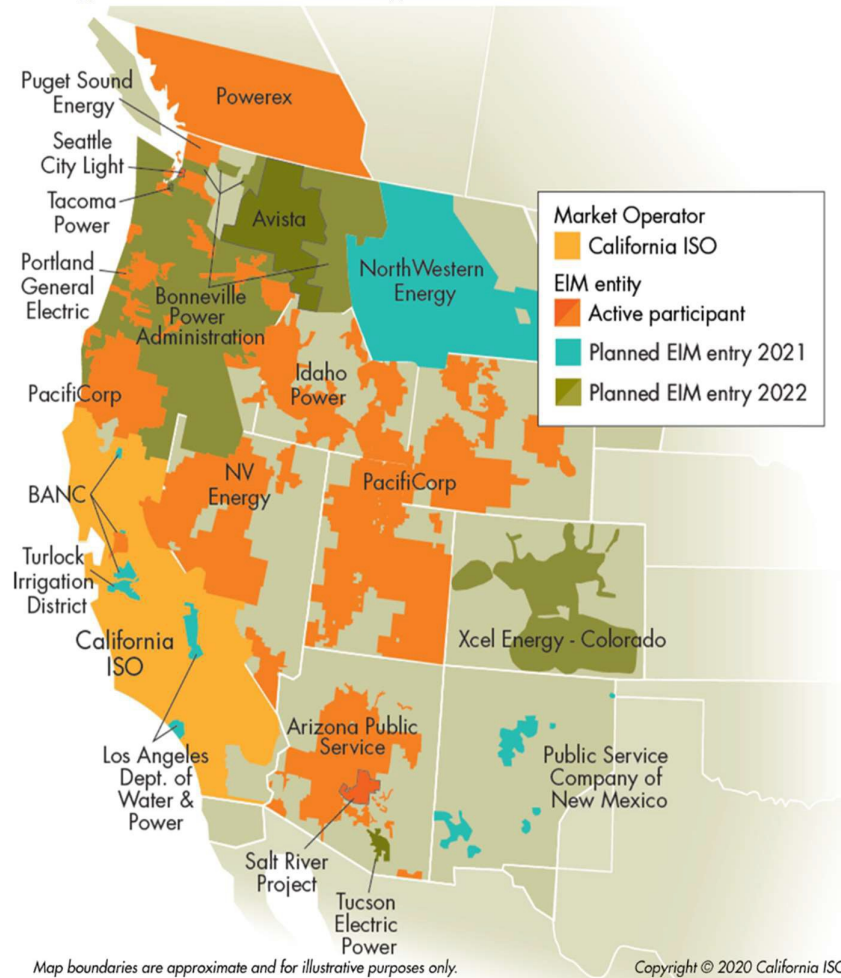 Powerex
Puget Sound
Energy
Seattle
City Light
Tacoma
Power
Avista
Portland
General
Electric
Bonneville
Power
Administration
NorthWestern
Energy
Market Operator
California ISO
EIM entity
Active participant
Planned EIM entry 2021
Planned EIM entry 2022
PacifiCorp
Idaho
Power
NV
Energy
PacifiCorp
BANC
Turlock
Irrigation
District
California
ISO
Xcel Energy - Colorado
Los Angeles
Dept. of
Water &
Power
Arizona Public
Service
Public Service
Company of
New Mexico
Salt River
Project
Tucson
Electric
Power
Map boundaries are approximate and for illustrative purposes only.
Copyright © 2020 California ISO